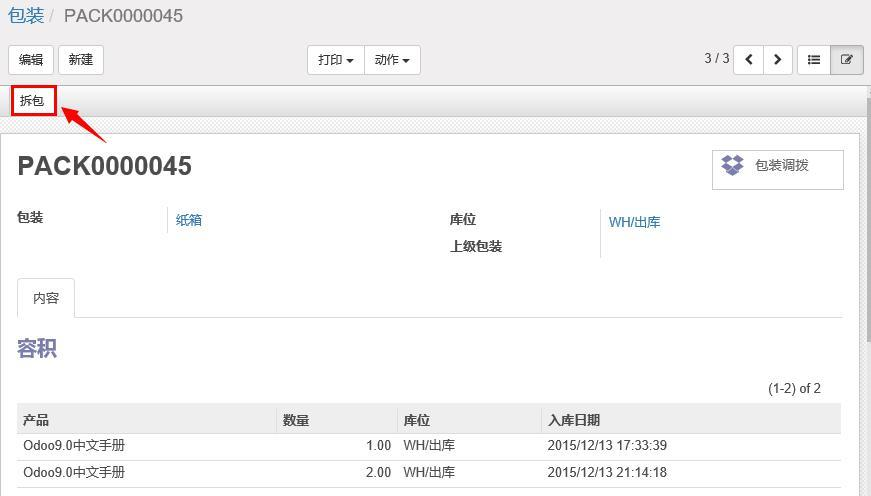 包装 / PACK0000045
编辑 新建 打印 动作 3 / 3
拆包
PACK0000045
包装调拨
包装 纸箱 库位 WH/出库
上级包装
内容
容积
(1-2) of 2
产品 数量 库位 入库日期
Odoo9.0中文手册 1.00 WH/出库 2015/12/13 17:33:39
Odoo9.0中文手册 2.00 WH/出库 2015/12/13 21:14:18